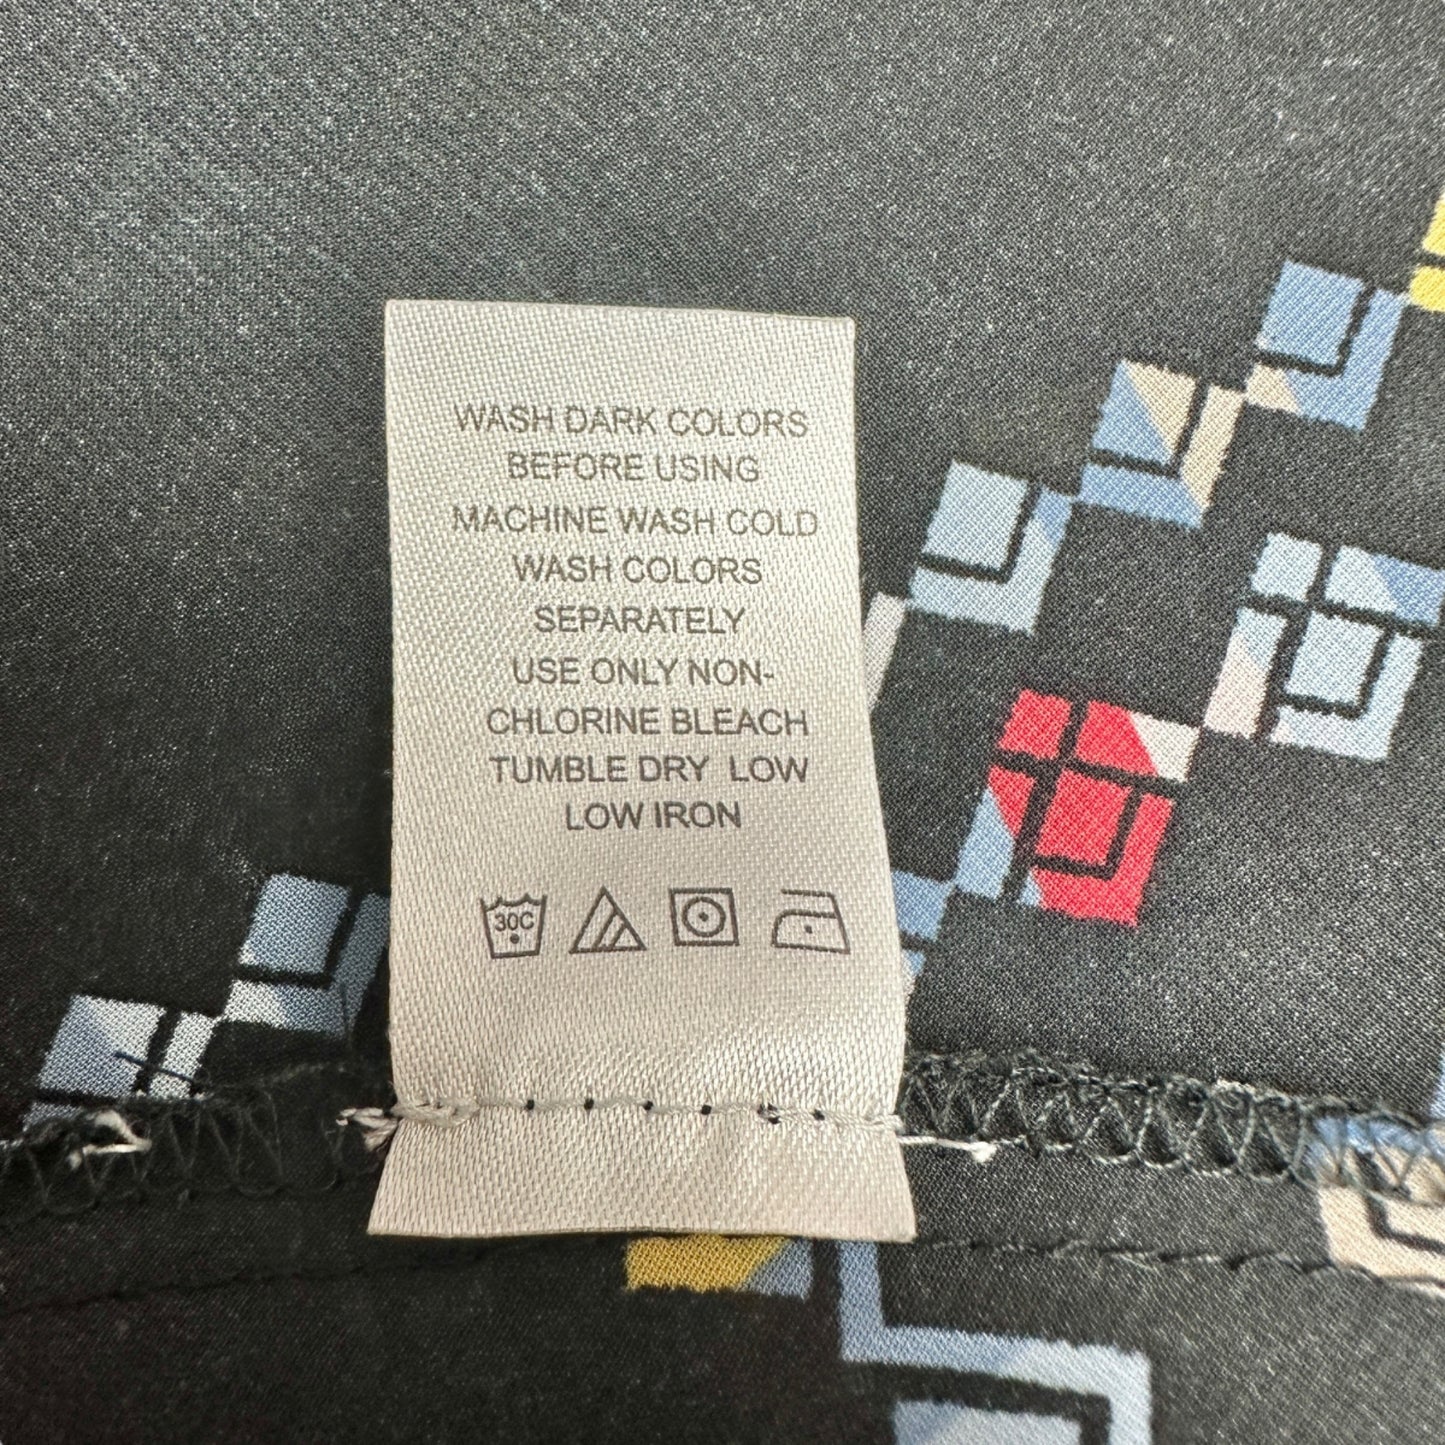 WASH DARK COLORS
BEFORE USING
MACHINE WASH COLD
WASH COLORS
SEPARATELY
USE ONLY NON-
CHLORINE BLEACH
TUMBLE DRY LOW
LOW IRON
30C